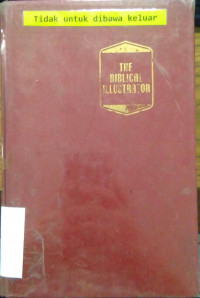 Tidak untuk dibawa keluar
THE
BIBLICAL
ILLUSTRATOR